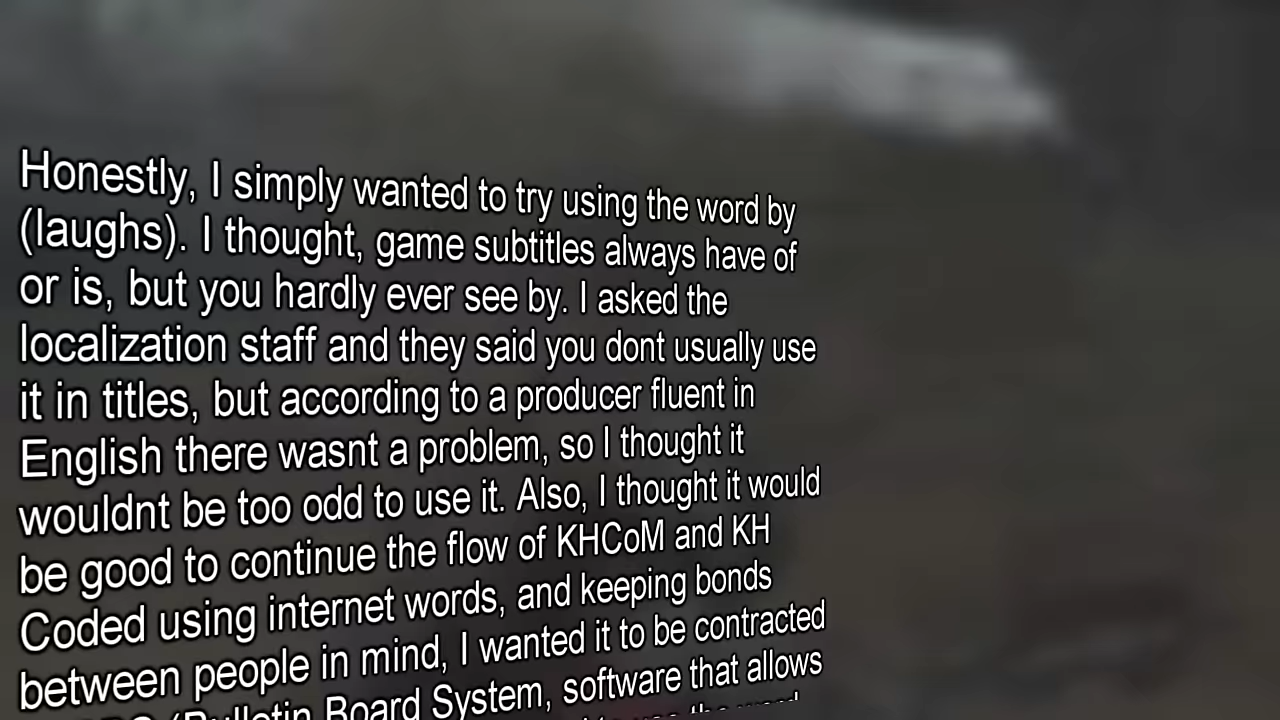 Honestly, I simply wanted to try using the word by
(laughs). I thought, game subtitles always have of
or is, but you hardly ever see by. I asked the
localization staff and they said you dont usually use
it in titles, but according to a producer fluent in
English there wasnt a problem, so I thought it
wouldnt be too odd to use it. Also, I thought it would
be good to continue the flow of KHCoM and KH
Coded using internet words, and keeping bonds
between people in mind, I wanted it to be contracted
(Bulletin Board System, software that allows